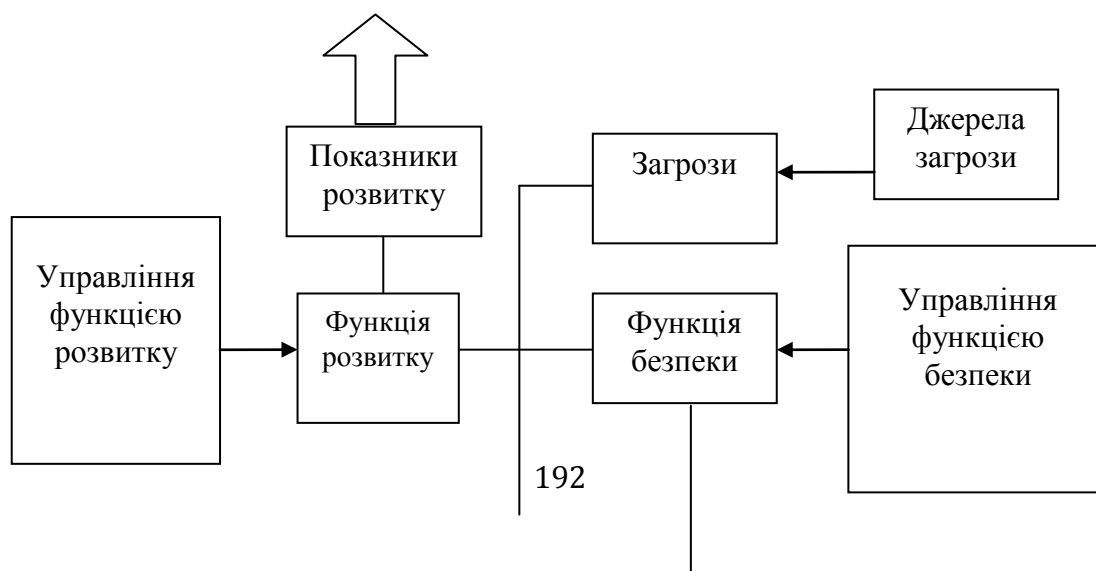 Показники
розвитку
Загрози
Джерела
загрози
Управління
функцією
розвитку
Функція
розвитку
Функція
безпеки
Управління
функцією
безпеки
192